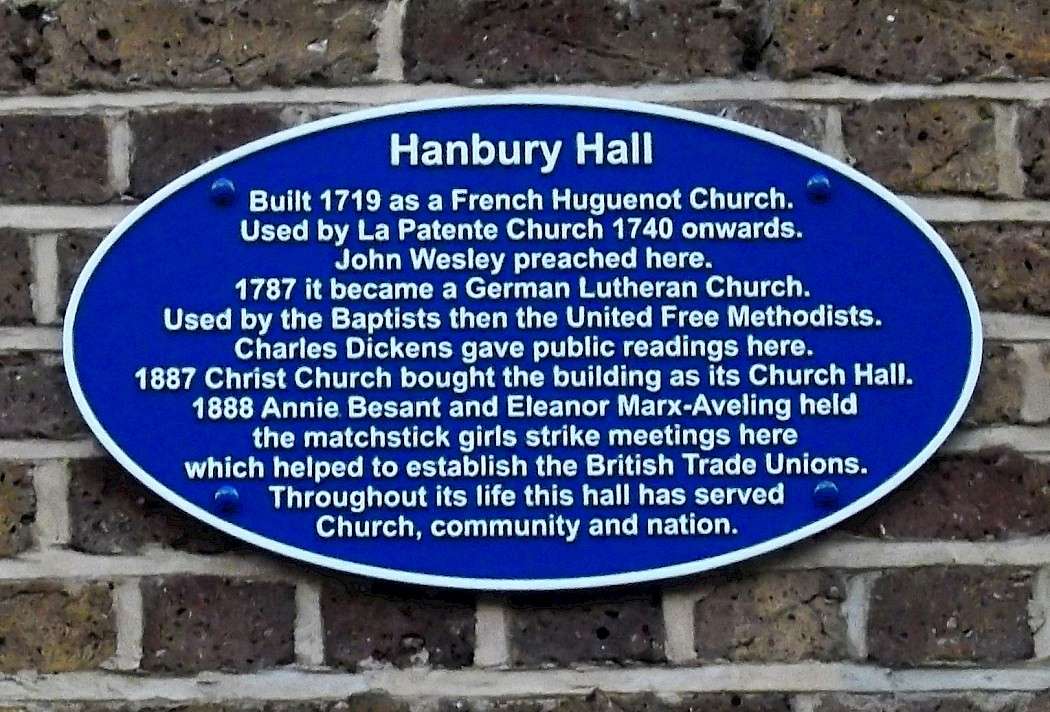 Hanbury Hall
Built 1719 as a French Huguenot Church.
Used by La Patente Church 1740 onwards.
John Wesley preached here.
1787 it became a German Lutheran Church.
Used by the Baptists then the United Free Methodists.
Charles Dickens gave public readings here.
1887 Christ Church bought the building as its Church Hall.
1888 Annie Besant and Eleanor Marx-Aveling held
the matchstick girls strike meetings here
which helped to establish the British Trade Unions.
Throughout its life this hall has served
Church, community and nation.